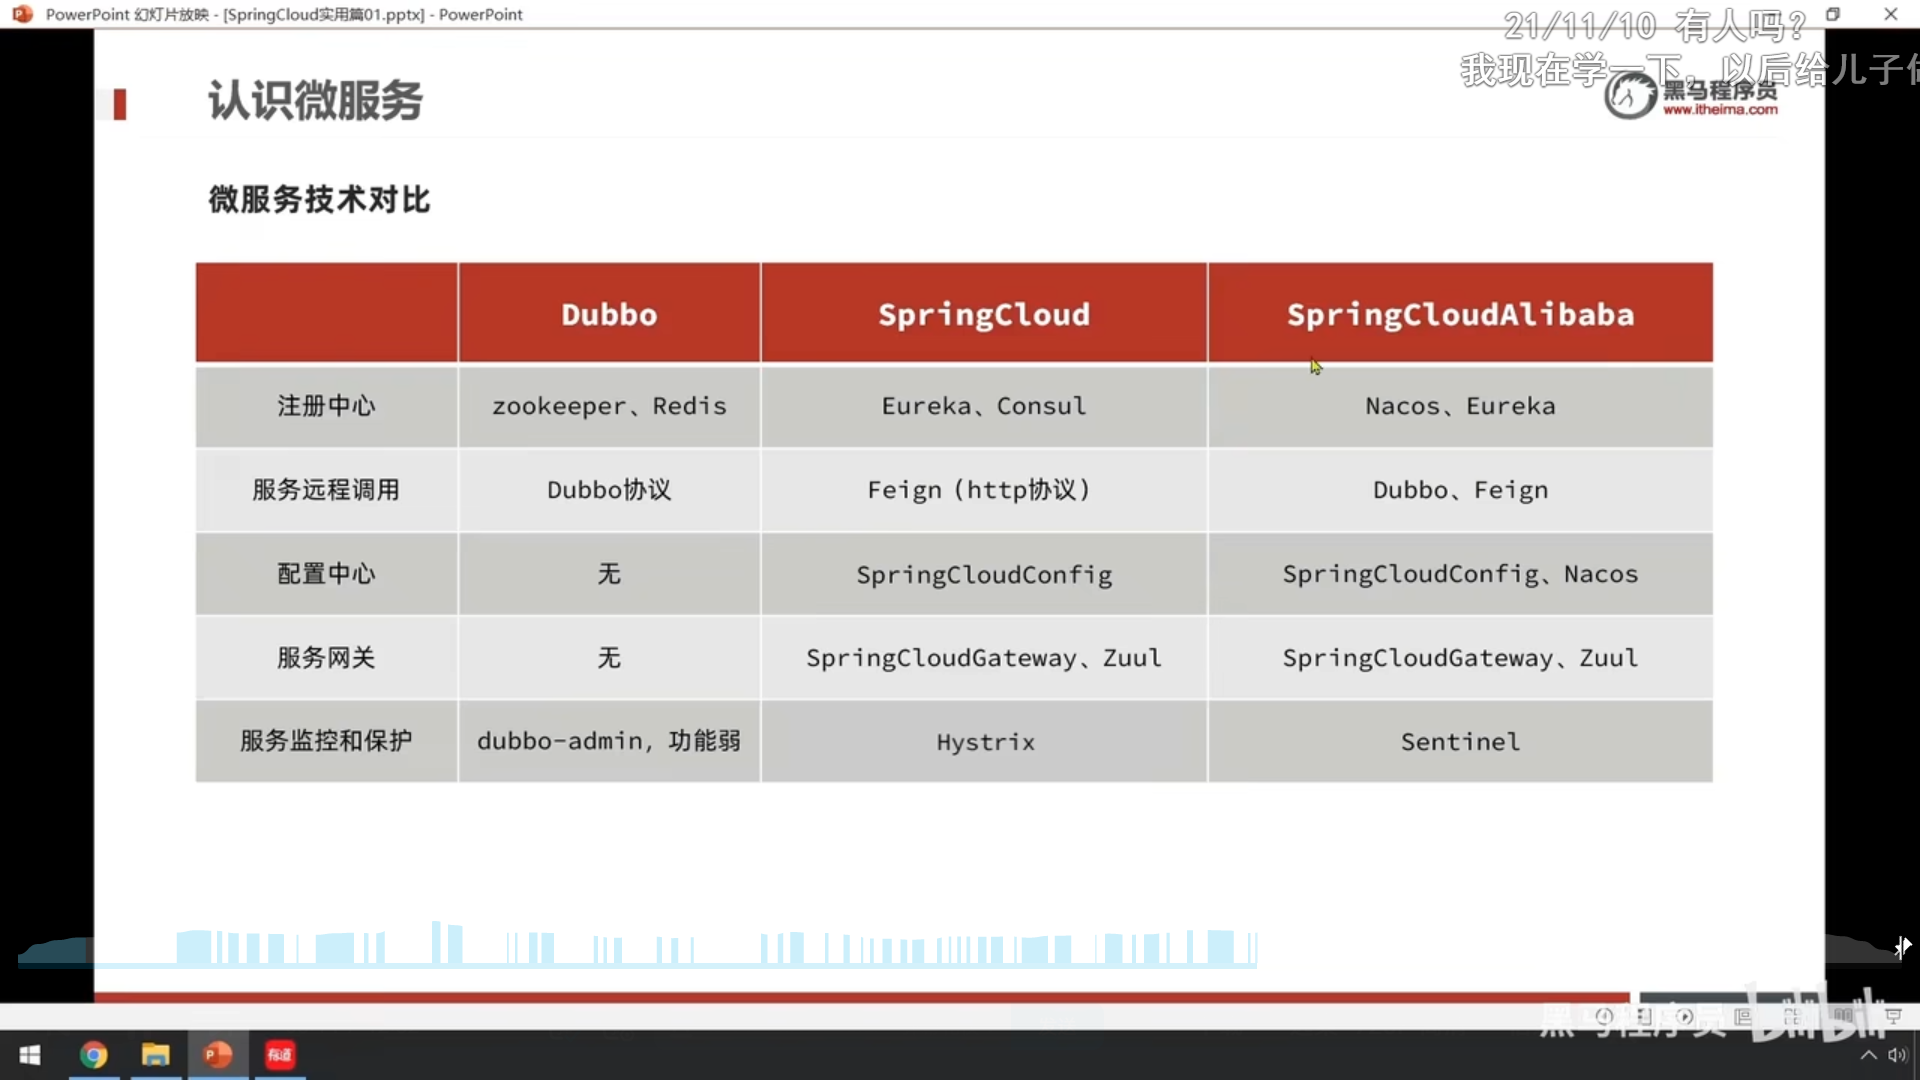 PowerPoint 幻灯片放映 - [SpringCloud实用篇01.pptx] - PowerPoint
21/11/10 有人吗？
我现在学一下，以后给儿子
认识微服务
黑马程序员
www.itheima.com
微服务技术对比
Dubbo SpringCloud SpringCloudAlibaba
注册中心 zookeeper、Redis Eureka、Consul Nacos、Eureka
服务远程调用 Dubbo协议 Feign（http协议） Dubbo、Feign
配置中心 无 SpringCloudConfig SpringCloudConfig、Nacos
服务网关 无 SpringCloudGateway、Zuul SpringCloudGateway、Zuul
服务监控和保护 dubbo-admin，功能弱 Hystrix Sentinel
黑马程序员 bilibili
有道